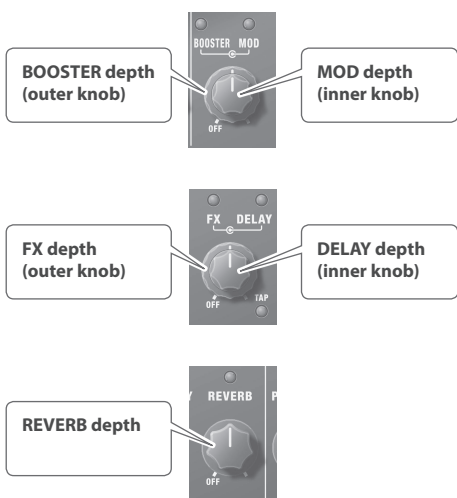 BOOSTER MOD
BOOSTER depth
(outer knob)
MOD depth
(inner knob)
OFF
FX DELAY
FX depth
(outer knob)
DELAY depth
(inner knob)
OFF
TAP
REVERB
REVERB depth
OFF